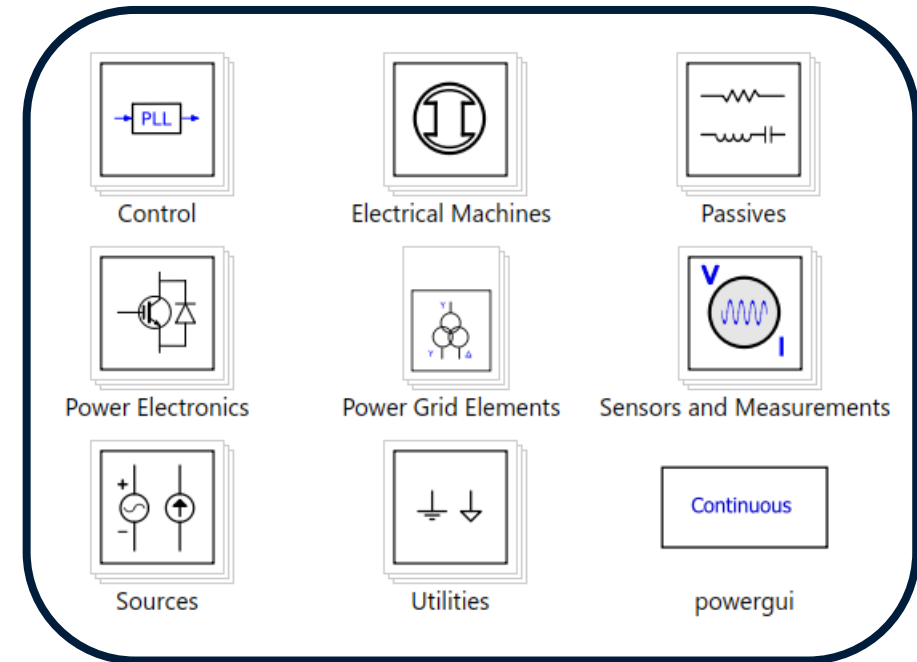 PLL
Control
Electrical Machines
Passives
Power Electronics
Y
Y Δ
Power Grid Elements
V
I
Sensors and Measurements
+
−
Sources
Utilities
Continuous
powergui